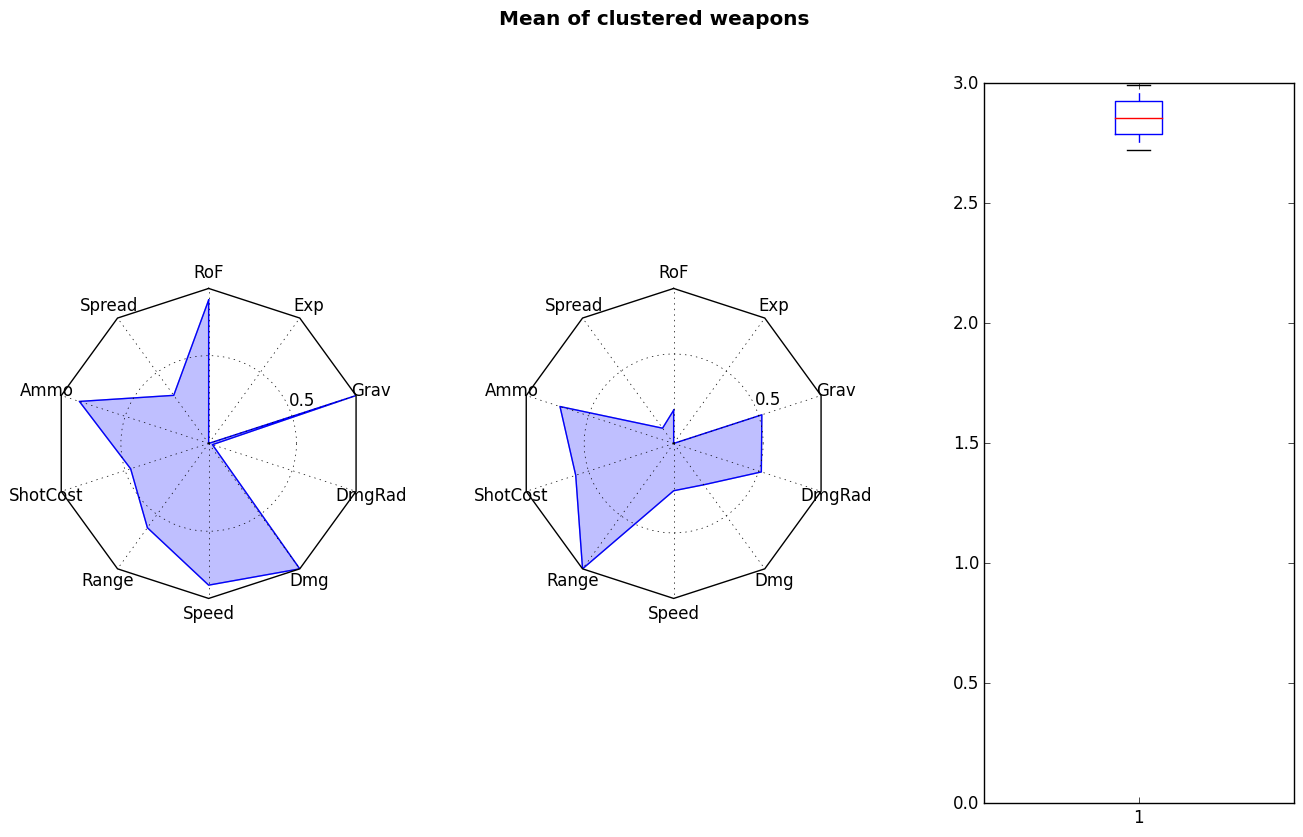 Mean of clustered weapons
RoF
Exp
Grav
DmgRad
Dmg
Speed
Range
ShotCost
Ammo
Spread
0.5
RoF
Exp
Grav
DmgRad
Dmg
Speed
Range
ShotCost
Ammo
Spread
0.5
3.0
2.5
2.0
1.5
1.0
0.5
0.0
1